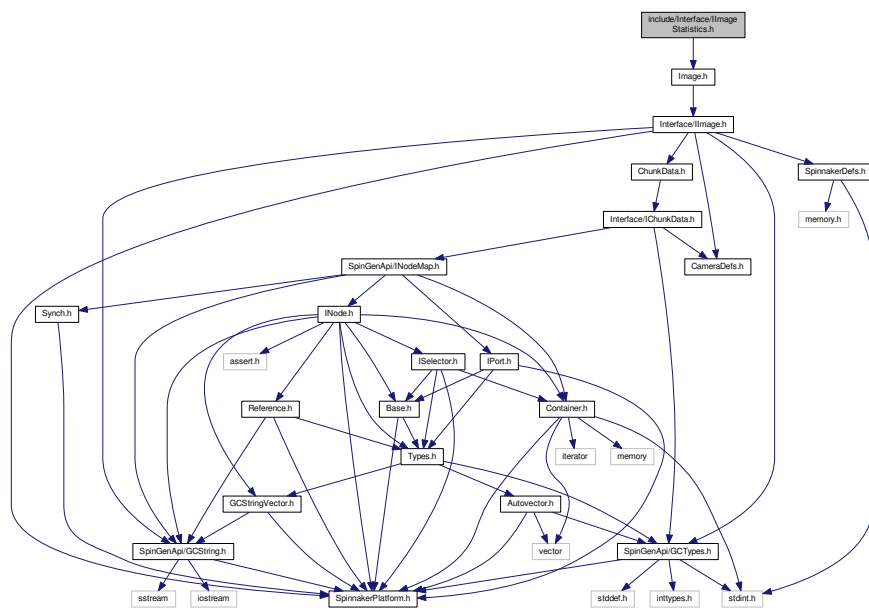 include/Interface/IImage
Statistics.h
Image.h
Interface/IImage.h
ChunkData.h
SpinnakerDefs.h
Interface/IChunkData.h
memory.h
SpinGenApi/INodeMap.h
CameraDefs.h
Synch.h
INode.h
assert.h
ISelector.h
IPort.h
Reference.h
Base.h
Container.h
Types.h
iterator
memory
GCStringVector.h
Autovector.h
SpinGenApi/GCString.h
vector
SpinGenApi/GCTypes.h
sstream
iostream
SpinnakerPlatform.h
stddef.h
inttypes.h
stdint.h